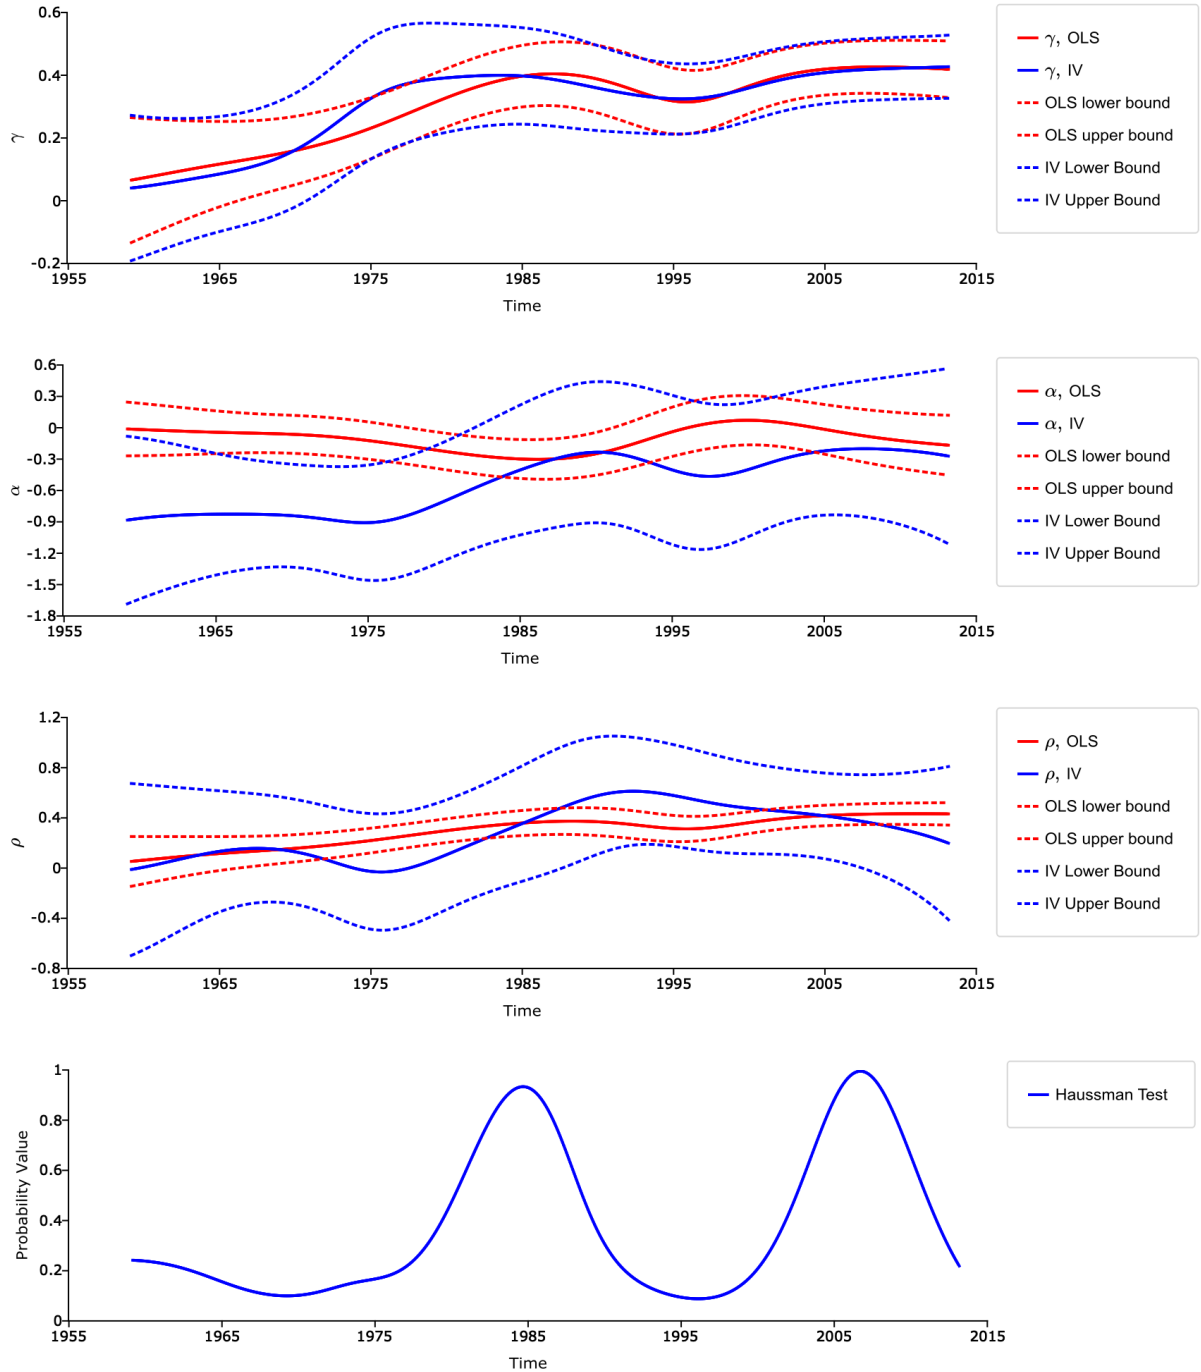 0.6
0.4
0.2
0
-0.2
γ
1955 1965 1975 1985 1995 2005 2015
Time
γ, OLS
γ, IV
OLS lower bound
OLS upper bound
IV Lower Bound
IV Upper Bound
0.6
0.3
0
-0.3
-0.6
-0.9
-1.2
-1.5
-1.8
α
1955 1965 1975 1985 1995 2005 2015
Time
α, OLS
α, IV
OLS lower bound
OLS upper bound
IV Lower Bound
IV Upper Bound
1.2
0.8
0.4
0
-0.4
-0.8
ρ
1955 1965 1975 1985 1995 2005 2015
Time
ρ, OLS
ρ, IV
OLS lower bound
OLS upper bound
IV Lower Bound
IV Upper Bound
1
0.8
0.6
0.4
0.2
0
Probability Value
1955 1965 1975 1985 1995 2005 2015
Time
Haussman Test